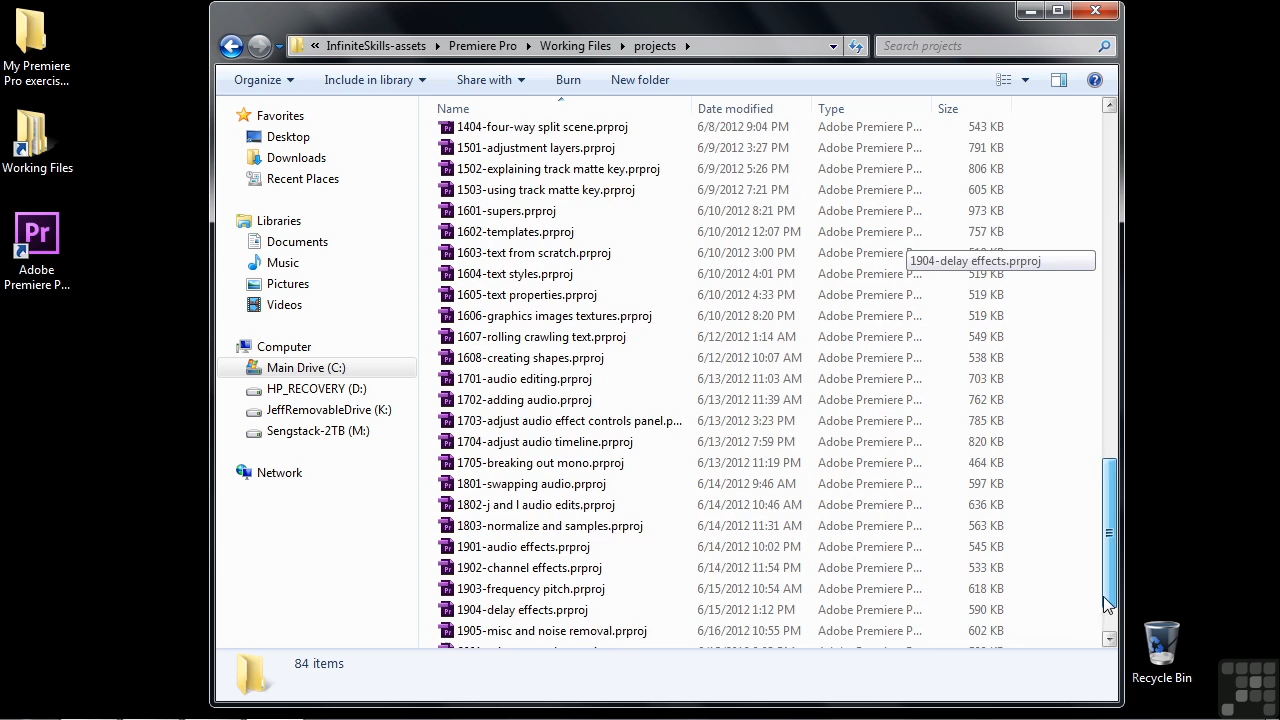 My Premiere
Pro exercis...
Working Files
Pr
Adobe
Premiere P...
InfiniteSkills-assets
Premiere Pro
Working Files
projects
Search projects
Organize
Include in library
Share with
Burn
New folder
Favorites
Desktop
Downloads
Recent Places
Libraries
Documents
Music
Pictures
Videos
Computer
Main Drive (C:)
HP_RECOVERY (D:)
JeffRemovableDrive (K:)
Sengstack-2TB (M:)
Network
Name Date modified Type Size
1404-four-way split scene.prproj 6/8/2012 9:04 PM Adobe Premiere P... 543 KB
1501-adjustment layers.prproj 6/9/2012 3:27 PM Adobe Premiere P... 791 KB
1502-explaining track matte key.prproj 6/9/2012 5:26 PM Adobe Premiere P... 806 KB
1503-using track matte key.prproj 6/9/2012 7:21 PM Adobe Premiere P... 605 KB
1601-supers.prproj 6/10/2012 8:21 PM Adobe Premiere P... 973 KB
1602-templates.prproj 6/10/2012 12:07 PM Adobe Premiere P... 757 KB
1603-text from scratch.prproj 6/10/2012 3:00 PM Adobe Premiere
1904-delay effects.prproj
1604-text styles.prproj 6/10/2012 4:01 PM Adobe Premiere P... 519 KB
1605-text properties.prproj 6/10/2012 4:33 PM Adobe Premiere P... 519 KB
1606-graphics images textures.prproj 6/10/2012 8:20 PM Adobe Premiere P... 519 KB
1607-rolling crawling text.prproj 6/12/2012 1:14 AM Adobe Premiere P... 549 KB
1608-creating shapes.prproj 6/12/2012 10:07 AM Adobe Premiere P... 538 KB
1701-audio editing.prproj 6/13/2012 11:03 AM Adobe Premiere P... 703 KB
1702-adding audio.prproj 6/13/2012 11:39 AM Adobe Premiere P... 762 KB
1703-adjust audio effect controls panel.p... 6/13/2012 3:23 PM Adobe Premiere P... 785 KB
1704-adjust audio timeline.prproj 6/13/2012 7:59 PM Adobe Premiere P... 820 KB
1705-breaking out mono.prproj 6/13/2012 11:19 PM Adobe Premiere P... 464 KB
1801-swapping audio.prproj 6/14/2012 9:46 AM Adobe Premiere P... 597 KB
1802-j and l audio edits.prproj 6/14/2012 10:46 AM Adobe Premiere P... 636 KB
1803-normalize and samples.prproj 6/14/2012 11:31 AM Adobe Premiere P... 563 KB
1901-audio effects.prproj 6/14/2012 10:02 PM Adobe Premiere P... 545 KB
1902-channel effects.prproj 6/14/2012 11:54 PM Adobe Premiere P... 533 KB
1903-frequency pitch.prproj 6/15/2012 10:54 AM Adobe Premiere P... 618 KB
1904-delay effects.prproj 6/15/2012 1:12 PM Adobe Premiere P... 590 KB
1905-misc and noise removal.prproj 6/16/2012 10:55 PM Adobe Premiere P... 602 KB
84 items
Recycle Bin